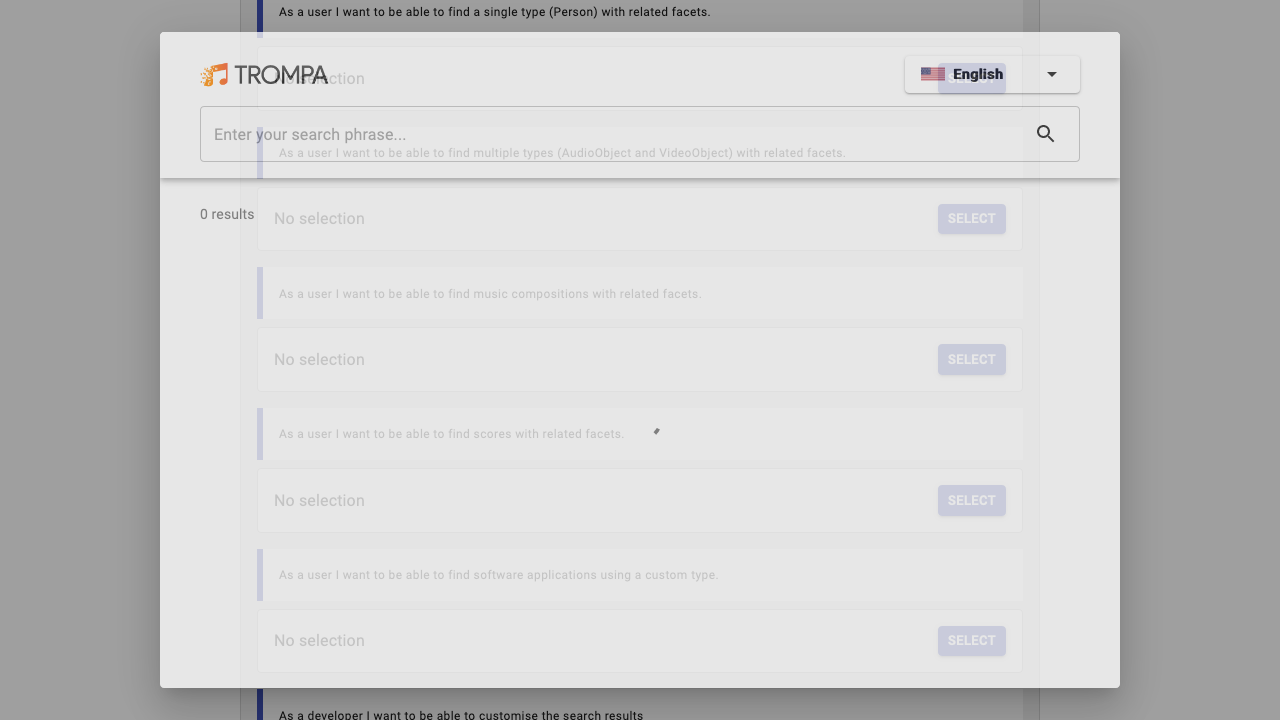 As a user I want to be able to find a single type (Person) with related facets.
TROMPA
No selection
SELECT
English
Enter your search phrase...
As a user I want to be able to find multiple types (AudioObject and VideoObject) with related facets.
0 results
No selection
SELECT
As a user I want to be able to find music compositions with related facets.
No selection
SELECT
As a user I want to be able to find scores with related facets.
No selection
SELECT
As a user I want to be able to find software applications using a custom type.
No selection
SELECT
As a developer I want to be able to customise the search results